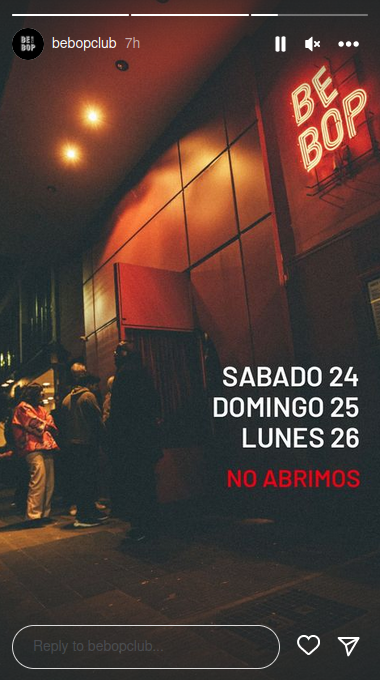 BE
BOP
bebopclub 7h
BE
BOP
SABADO 24
DOMINGO 25
LUNES 26
NO ABRIMOS
Reply to bebopclub...